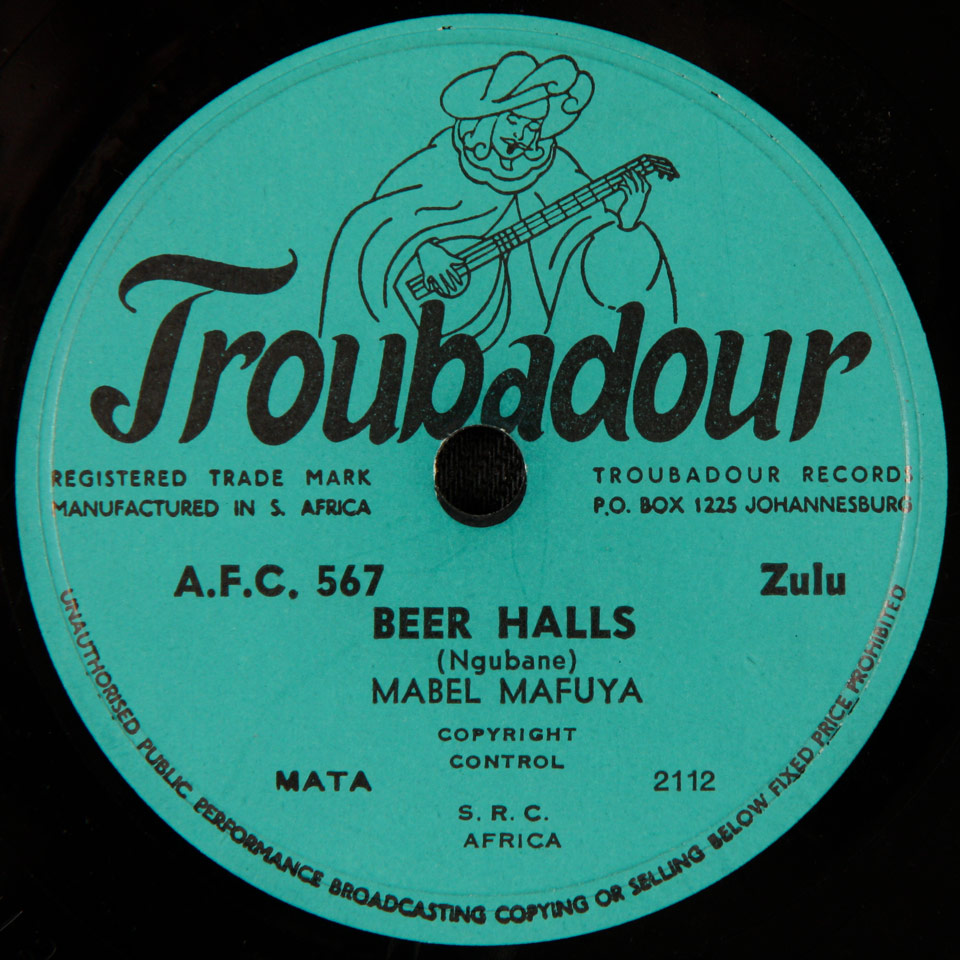 Troubadour
REGISTERED TRADE MARK
MANUFACTURED IN S. AFRICA
TROUBADOUR RECORDS
P.O. BOX 1225 JOHANNESBURG
A.F.C. 567
Zulu
BEER HALLS
(Ngubane)
MABEL MAFUYA
COPYRIGHT
CONTROL
MATA
2112
S. R. C.
AFRICA
UNAUTHORISED PUBLIC PERFORMANCE BROADCASTING COPYING OR SELLING BELOW FIXED PRICE PROHIBITED